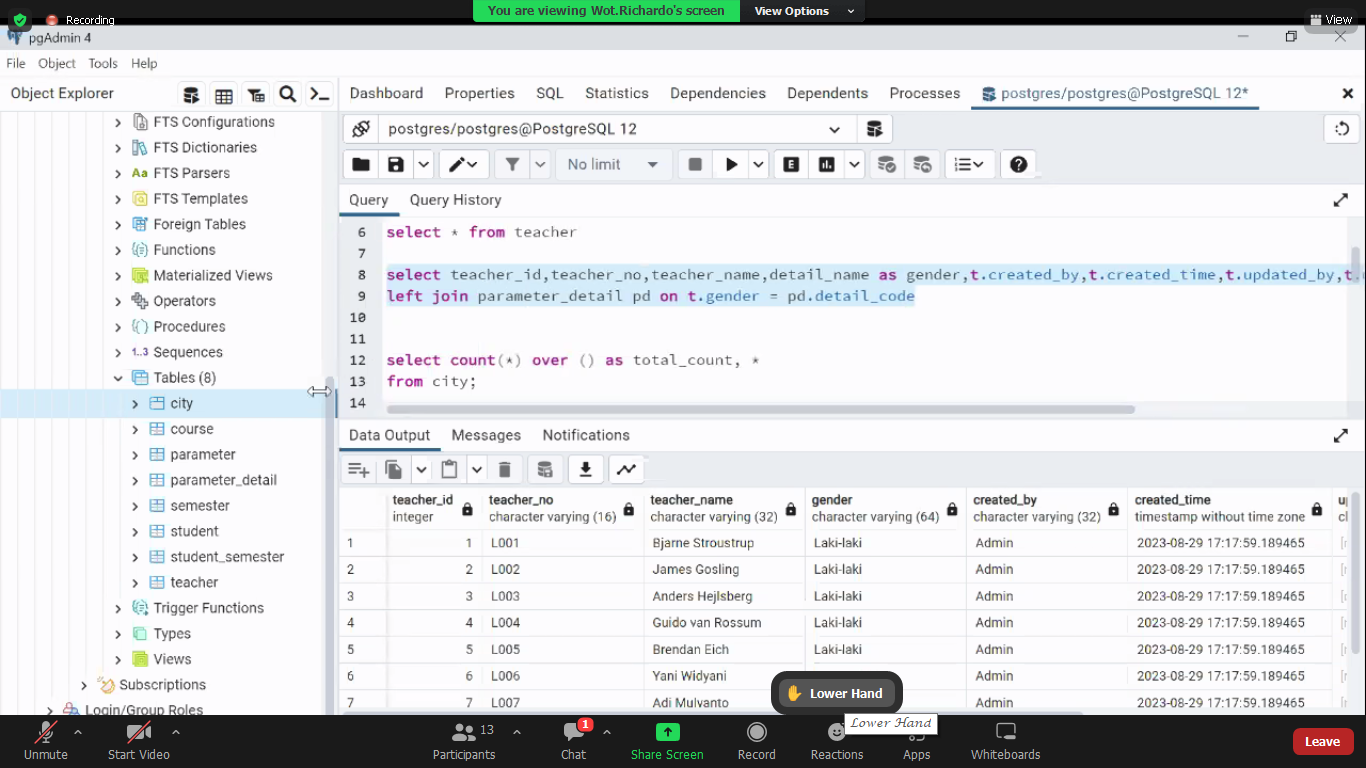 You are viewing Wot.Richardo's screen
View Options
Recording
View
pgAdmin 4
File Object Tools Help
Object Explorer
Dashboard Properties SQL Statistics Dependencies Dependents Processes postgres/postgres@PostgreSQL 12*
FTS Configurations
FTS Dictionaries
Aa FTS Parsers
FTS Templates
Foreign Tables
Functions
Materialized Views
Operators
Procedures
1..3 Sequences
Tables (8)
city
course
parameter
parameter_detail
semester
student
student_semester
teacher
Trigger Functions
Types
Views
Subscriptions
Login/Group Roles
postgres/postgres@PostgreSQL 12
No limit
E
Query Query History
6 select * from teacher
7
8 select teacher_id,teacher_no,teacher_name,detail_name as gender,t.created_by,t.created_time,t.updated_by,t.
9 left join parameter_detail pd on t.gender = pd.detail_code
10
11
12 select count(*) over () as total_count, *
13 from city;
14
Data Output Messages Notifications
teacher_id teacher_no teacher_name gender created_by created_time
integer character varying (16) character varying (32) character varying (64) character varying (32) timestamp without time zone
1 1 L001 Bjarne Stroustrup Laki-laki Admin 2023-08-29 17:17:59.189465
2 2 L002 James Gosling Laki-laki Admin 2023-08-29 17:17:59.189465
3 3 L003 Anders Hejlsberg Laki-laki Admin 2023-08-29 17:17:59.189465
4 4 L004 Guido van Rossum Laki-laki Admin 2023-08-29 17:17:59.189465
5 5 L005 Brendan Eich Laki-laki Admin 2023-08-29 17:17:59.189465
6 6 L006 Yani Widyani Admin 2023-08-29 17:17:59.189465
7 7 L007 Adi Mulyanto Admin 2023-08-29 17:17:59.189465
Lower Hand
Lower Hand
Unmute
Start Video
13
Participants
1
Chat
Share Screen
Record
Reactions
Apps
Whiteboards
Leave